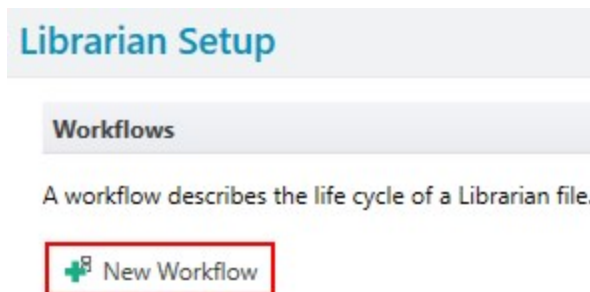 Librarian Setup
Workflows
A workflow describes the life cycle of a Librarian file.
New Workflow